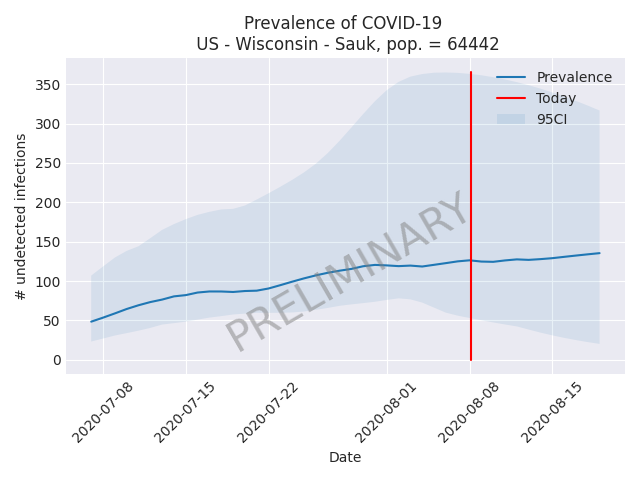 Prevalence of COVID-19
US - Wisconsin - Sauk, pop. = 64442
# undetected infections
350
300
250
200
150
100
50
0
Prevalence
Today
95CI
PRELIMINARY
2020-07-08
2020-07-15
2020-07-22
2020-08-01
2020-08-08
2020-08-15
Date